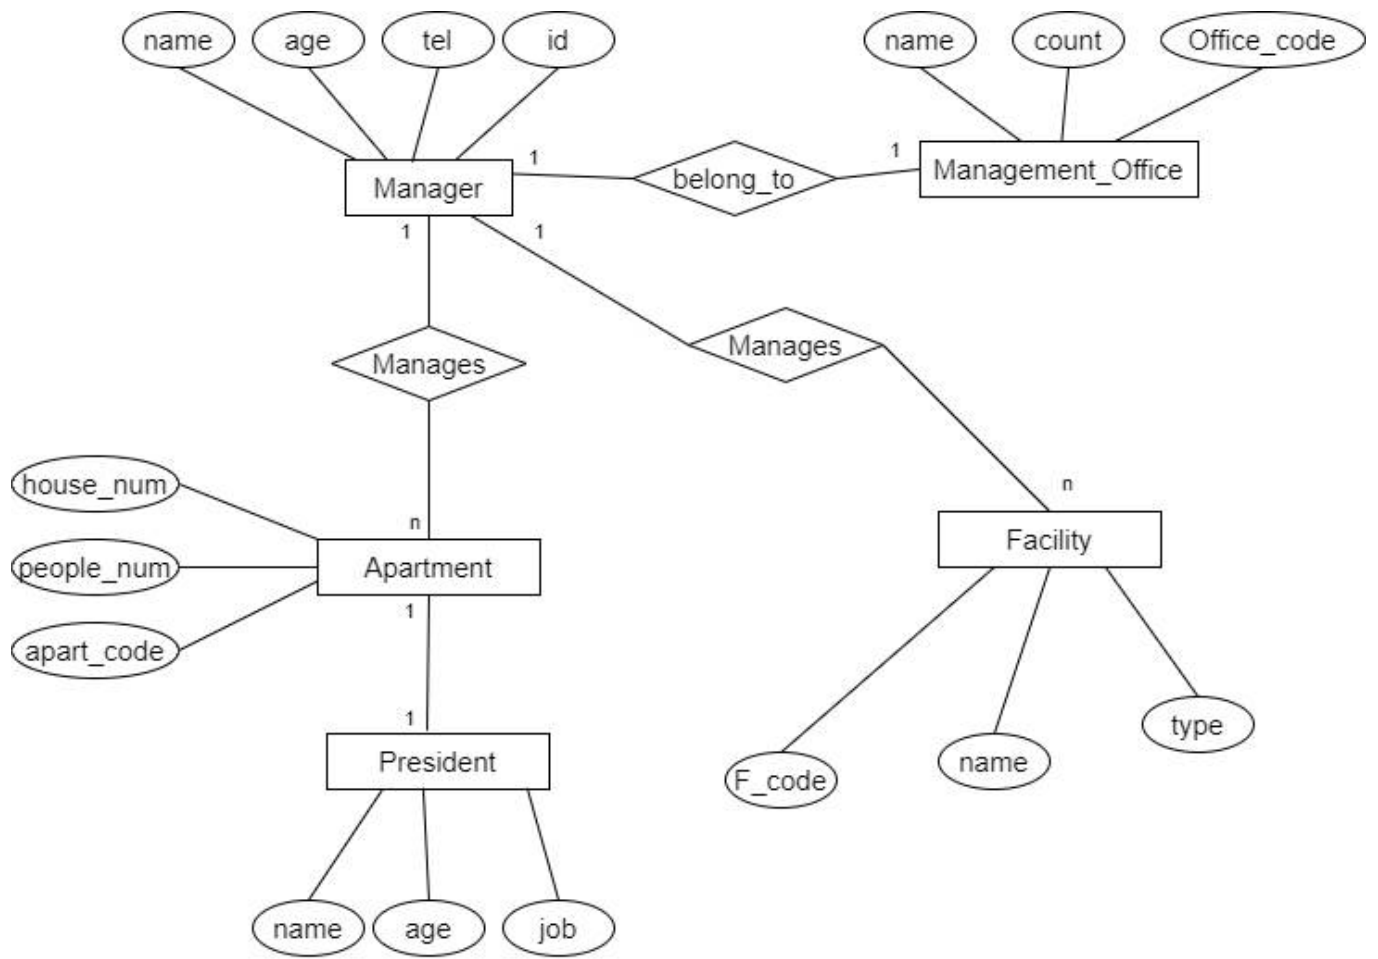 name
age
tel
id
name
count
Office_code
Manager
1
belong_to
1
Management_Office
1
1
Manages
Manages
house_num
n
n
people_num
Apartment
Facility
apart_code
1
1
President
F_code
name
type
name
age
job